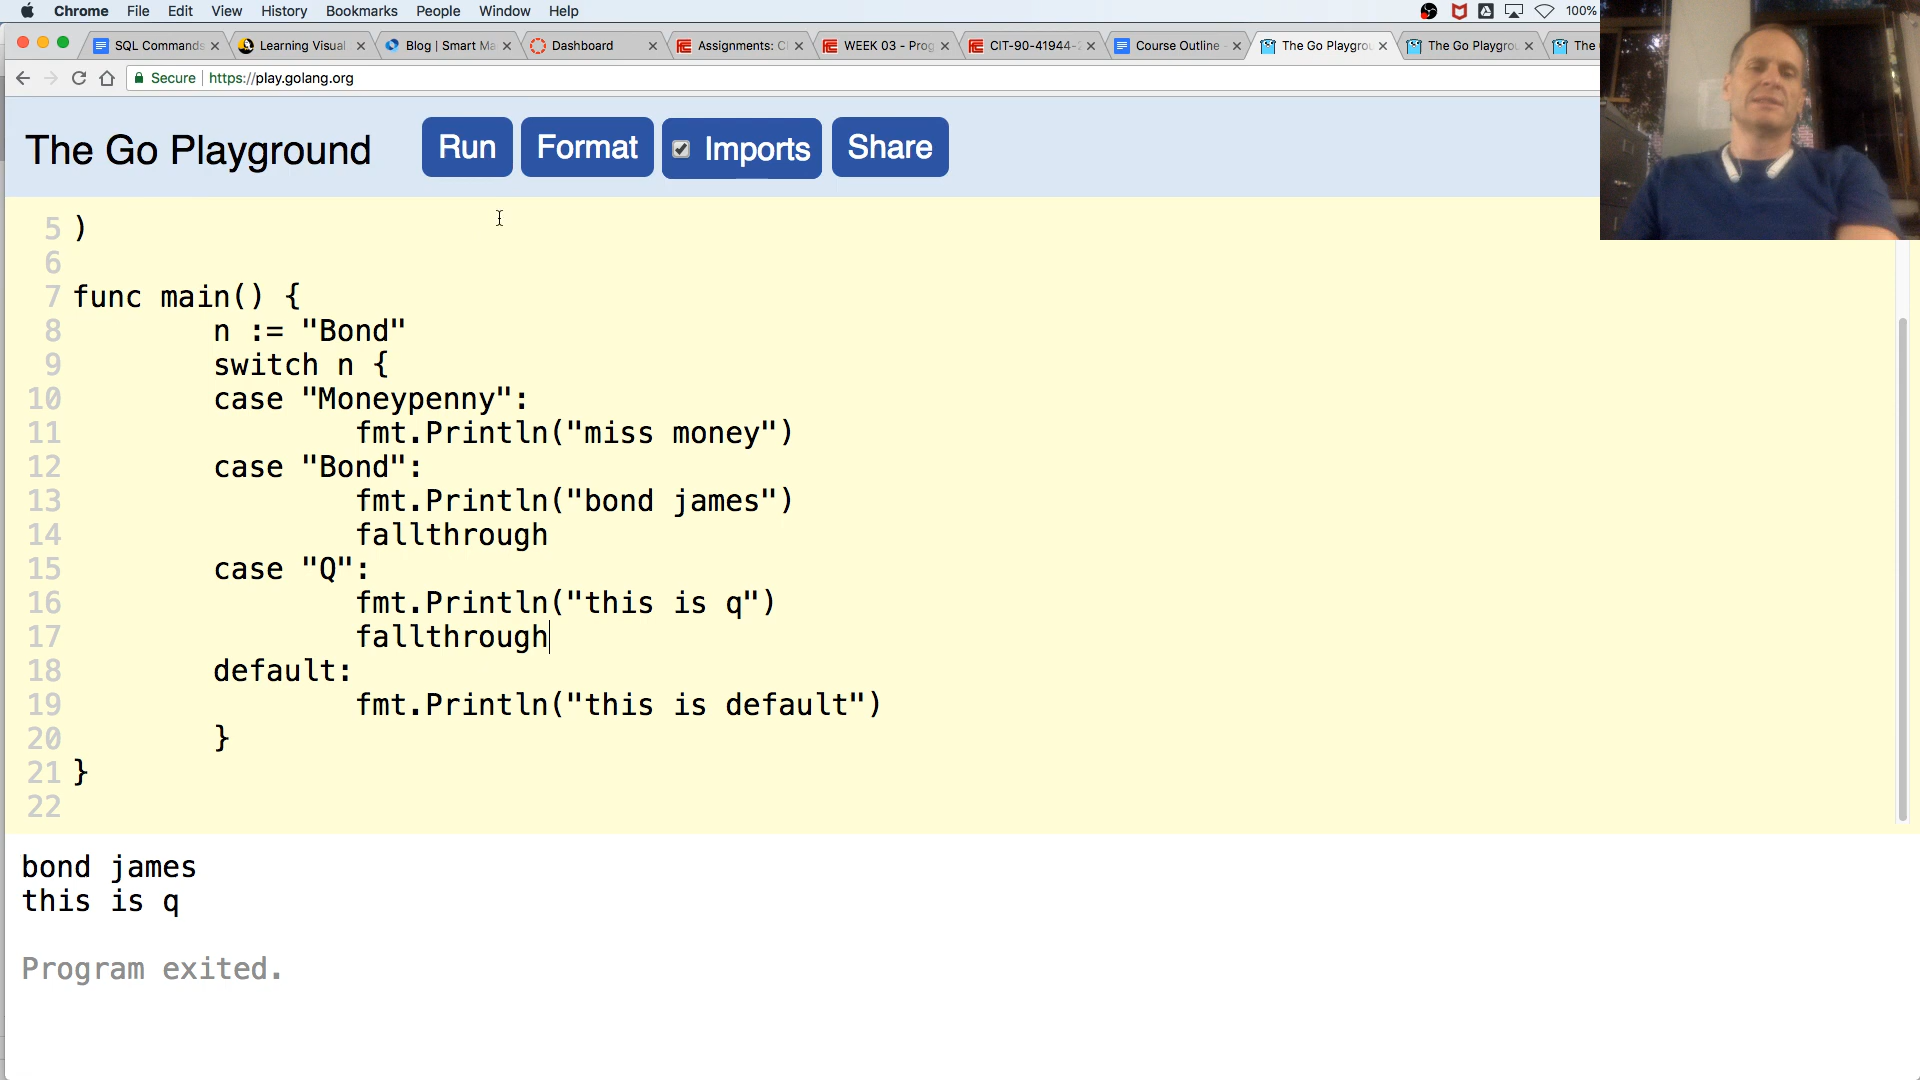 Chrome File Edit View History Bookmarks People Window Help 100%
SQL Commands Learning Visual Blog | Smart Ma Dashboard Assignments: CI WEEK 03 - Prog CIT-90-41944-2 Course Outline The Go Playgrou The Go Playgrou The
Secure https://play.golang.org
The Go Playground Run Format Imports Share
5 )
6
7 func main() {
8 n := "Bond"
9 switch n {
10 case "Moneypenny":
11 fmt.Println("miss money")
12 case "Bond":
13 fmt.Println("bond james")
14 fallthrough
15 case "Q":
16 fmt.Println("this is q")
17 fallthrough
18 default:
19 fmt.Println("this is default")
20 }
21 }
22
bond james
this is q
Program exited.